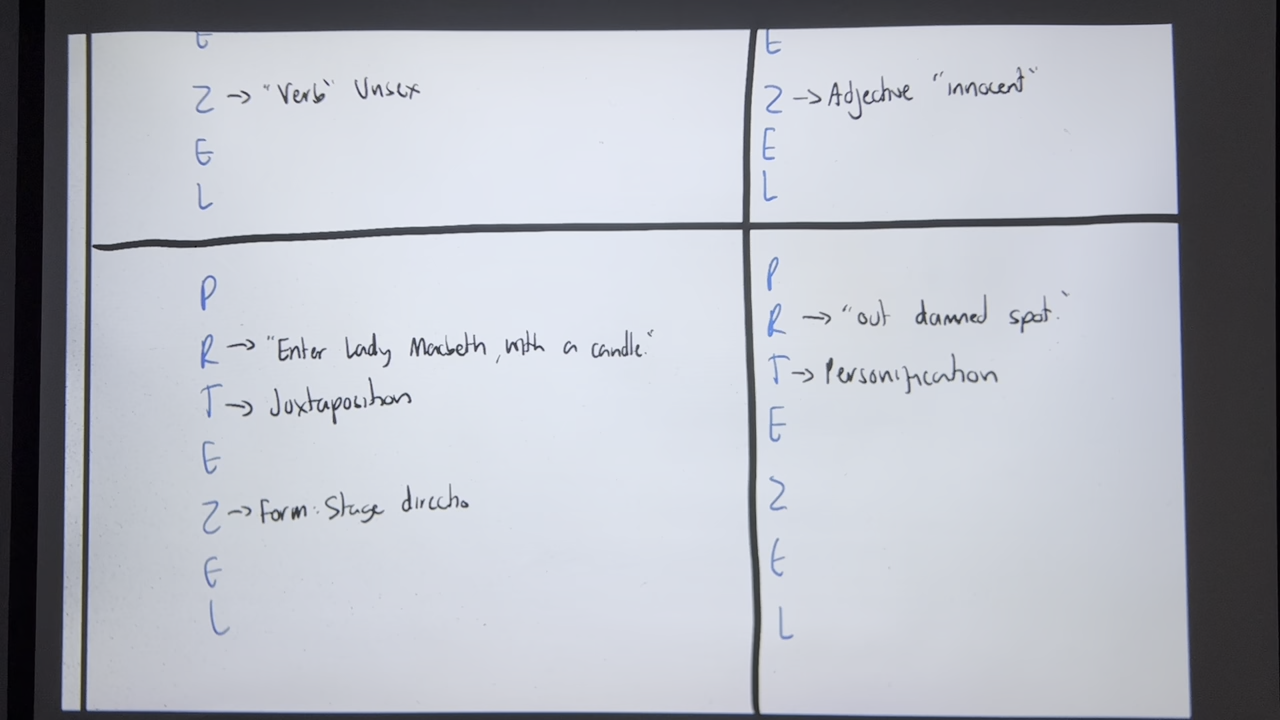 E
Z → "Verb" Unsex
E
L
E
Z → Adjective "innocent"
E
L
P
R → "Enter Lady Macbeth, with a candle."
T → Juxtaposition
E
Z → Form: Stage directio
E
L
P
R → "out damned spot."
T → Personification
E
Z
E
L